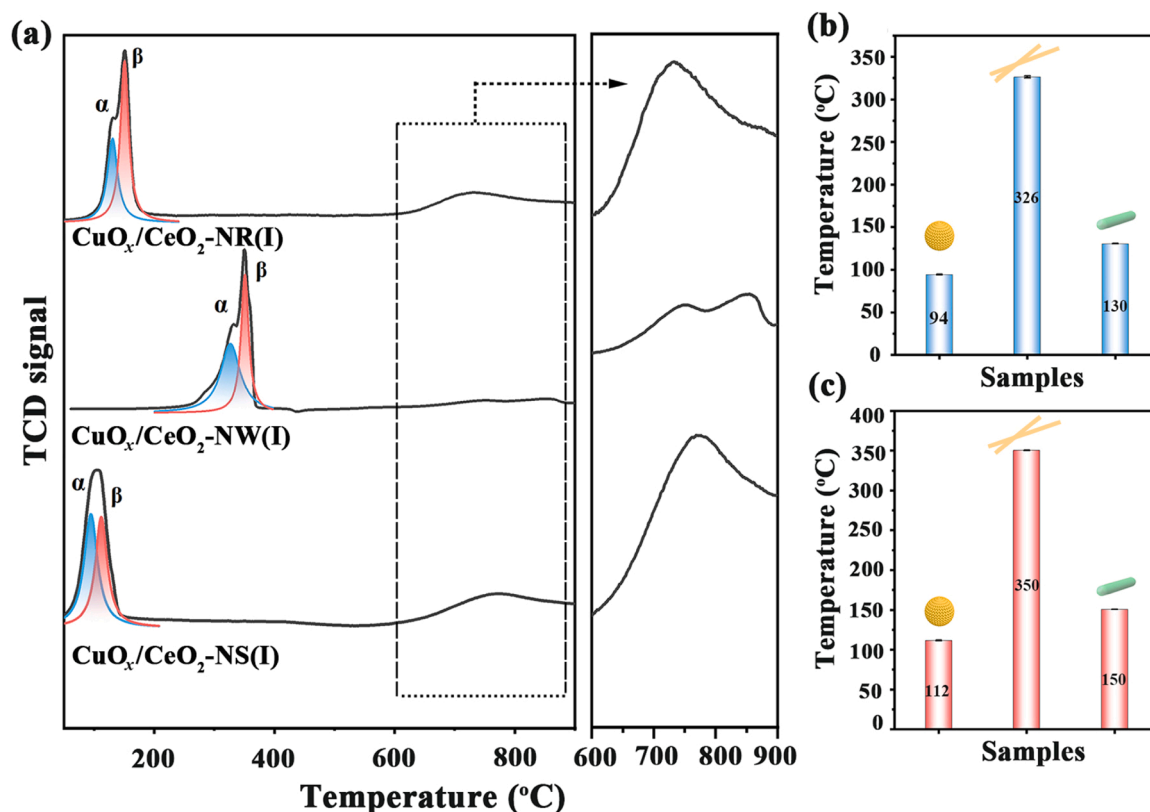 (a)
α
β
CuOₓ/CeO₂-NR(I)
α
β
CuOₓ/CeO₂-NW(I)
α
β
CuOₓ/CeO₂-NS(I)
TCD signal
200
400
600
800
600
700
800
900
Temperature (°C)
(b)
350
300
250
200
150
100
50
0
Temperature (°C)
94
326
130
Samples
(c)
400
350
300
250
200
150
100
50
0
Temperature (°C)
112
350
150
Samples